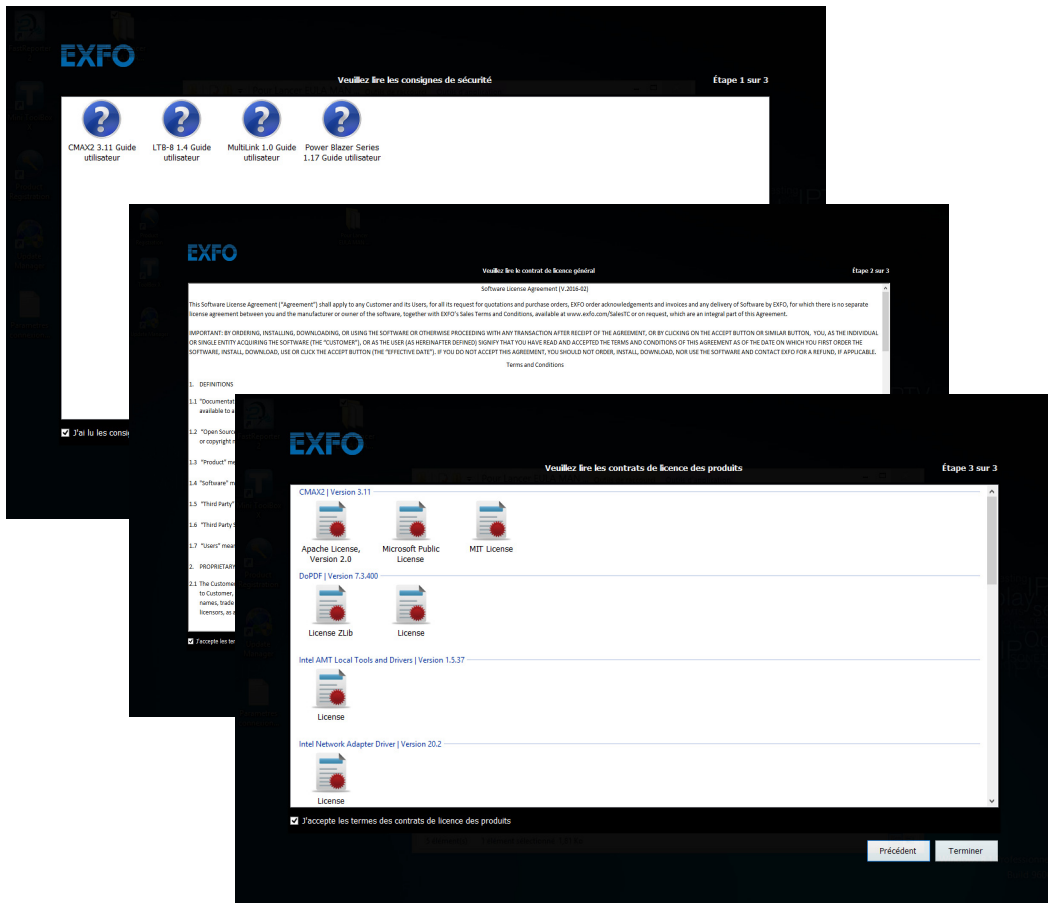 EXFO
Veuillez lire les consignes de sécurité
Étape 1 sur 3
CMAX2 3.11 Guide
utilisateur
LTB-8 1.4 Guide
utilisateur
MultiLink 1.0 Guide
utilisateur
Power Blazer Series
1.17 Guide utilisateur
J'ai lu les consig
EXFO
Veuillez lire le contrat de licence général
Étape 2 sur 3
Software License Agreement (V.2016-02)
This Software License Agreement ("Agreement") shall apply to any Customer and its Users, for all its request for quotations and purchase orders, EXFO order acknowledgements and invoices and any delivery of Software by EXFO, for which there is no separate
license agreement between you and the manufacturer or owner of the software, together with EXFO's Sales Terms and Conditions, available at www.exfo.com/SalesTC or on request, which are an integral part of this Agreement.
IMPORTANT: BY ORDERING, INSTALLING, DOWNLOADING, OR USING THE SOFTWARE OR OTHERWISE PROCEEDING WITH ANY TRANSACTION AFTER RECEIPT OF THE AGREEMENT, OR BY CLICKING ON THE ACCEPT BUTTON OR SIMILAR BUTTON, YOU, AS THE INDIVIDUAL
OR SINGLE ENTITY ACQUIRING THE SOFTWARE (THE "CUSTOMER"), OR AS THE USER (AS HEREINAFTER DEFINED) SIGNIFY THAT YOU HAVE READ AND ACCEPTED THE TERMS AND CONDITIONS OF THIS AGREEMENT AS OF THE DATE ON WHICH YOU FIRST ORDER THE
SOFTWARE, INSTALL, DOWNLOAD, USE OR CLICK THE ACCEPT BUTTON (THE "EFFECTIVE DATE"). IF YOU DO NOT ACCEPT THIS AGREEMENT, YOU SHOULD NOT ORDER, INSTALL, DOWNLOAD, NOR USE THE SOFTWARE AND CONTACT EXFO FOR A REFUND, IF APPLICABLE.
Terms and Conditions
1. DEFINITIONS
1.1 "Documentat
available to a
1.2 "Open Source
or copyright n
1.3 "Product" me
1.4 "Software" m
1.5 "Third Party"
1.6 "Third Party S
1.7 "Users" mean
2. PROPRIETARY
2.1 The Custome
to Customer,
names, trade
licensors, as a
J'accepte les ter
EXFO
Veuillez lire les contrats de licence des produits
Étape 3 sur 3
CMAX2 | Version 3.11
Apache License,
Version 2.0
Microsoft Public
License
MIT License
DoPDF | Version 7.3.400
License ZLib
License
Intel AMT Local Tools and Drivers | Version 1.5.37
License
Intel Network Adapter Driver | Version 20.2
License
J'accepte les termes des contrats de licence des produits
Précédent
Terminer